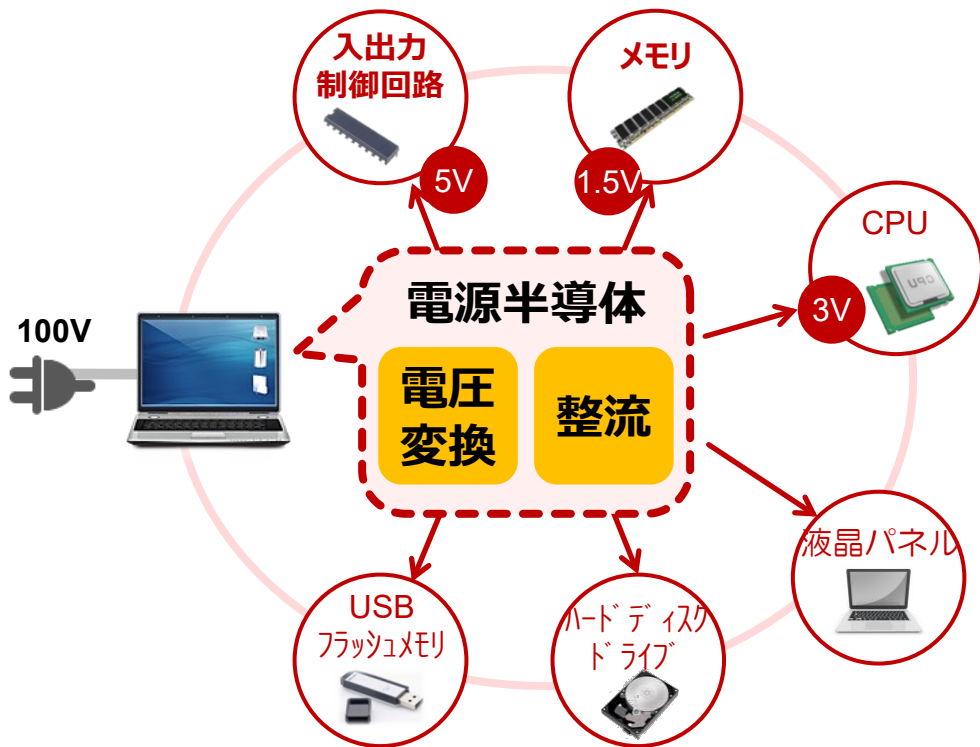 入出力
制御回路
5V
メモリ
1.5V
CPU
3V
100V
電源半導体
電圧
変換
整流
液晶パネル
USB
フラッシュメモリ
ハードディスク
ドライブ